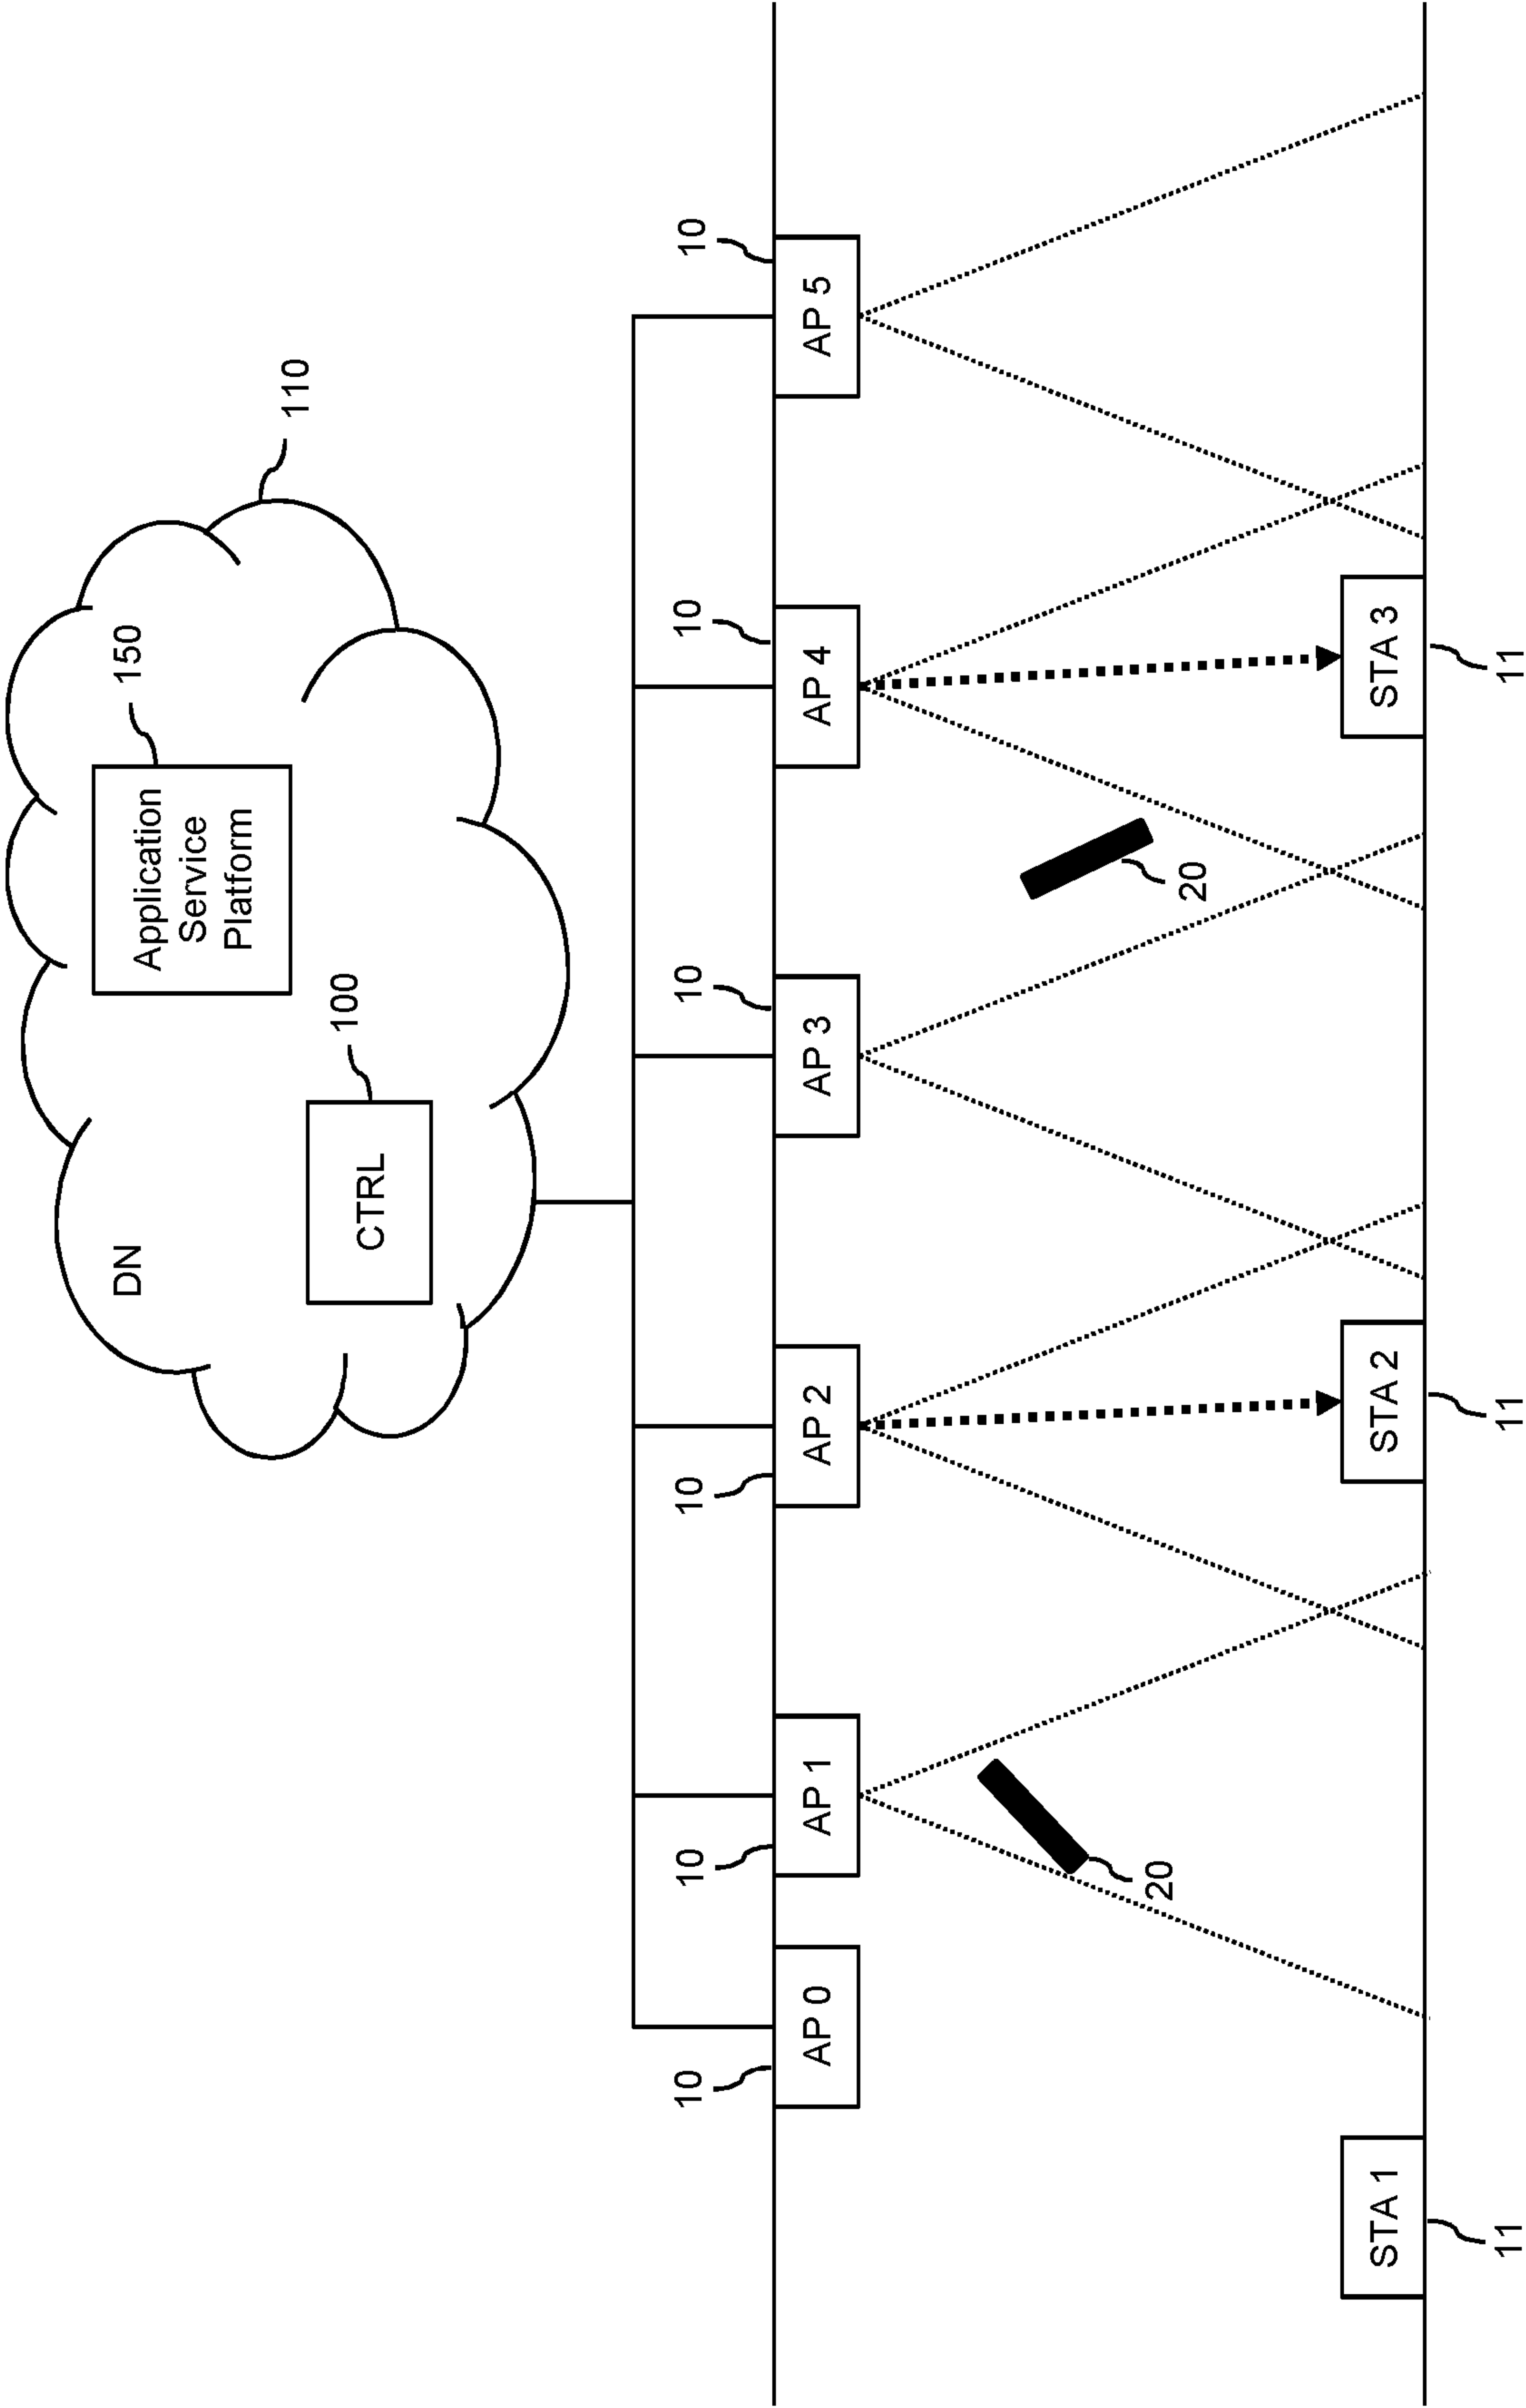 DN
Application
Service
Platform
150
110
CTRL
100
10
10
10
10
10
10
AP 0
AP 1
AP 2
AP 3
AP 4
AP 5
20
20
STA 1
STA 2
STA 3
11
11
11